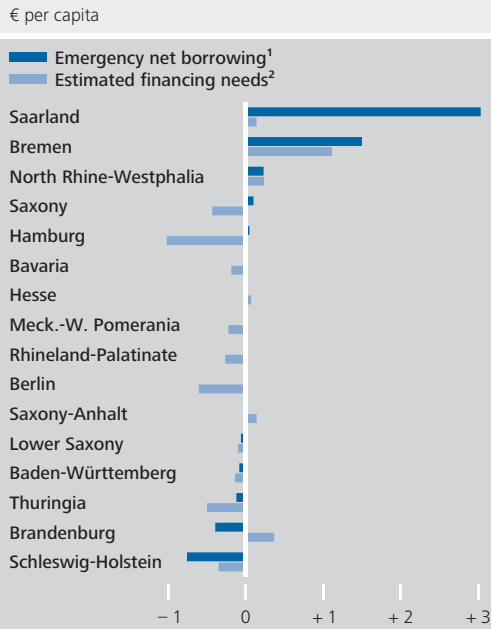 € per capita
Emergency net borrowing¹
Estimated financing needs²
Saarland
Bremen
North Rhine-Westphalia
Saxony
Hamburg
Bavaria
Hesse
Meck.-W. Pomerania
Rhineland-Palatinate
Berlin
Saxony-Anhalt
Lower Saxony
Baden-Württemberg
Thuringia
Brandenburg
Schleswig-Holstein
− 1 0 + 1 + 2 + 3